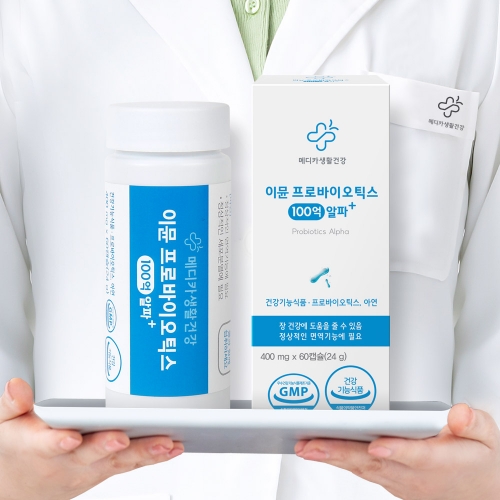 메디카생활건강
메디카생활건강
이뮨 프로바이오틱스
100억 알파+
Probiotics Alpha
건강기능식품 · 프로바이오틱스, 아연
장 건강에 도움을 줄 수 있음
정상적인 면역기능에 필요
400 mg x 60캡슐(24 g)
GMP
건강
기능식품
메디카생활건강
이뮨 프로바이오틱스
100억 알파+
GMP